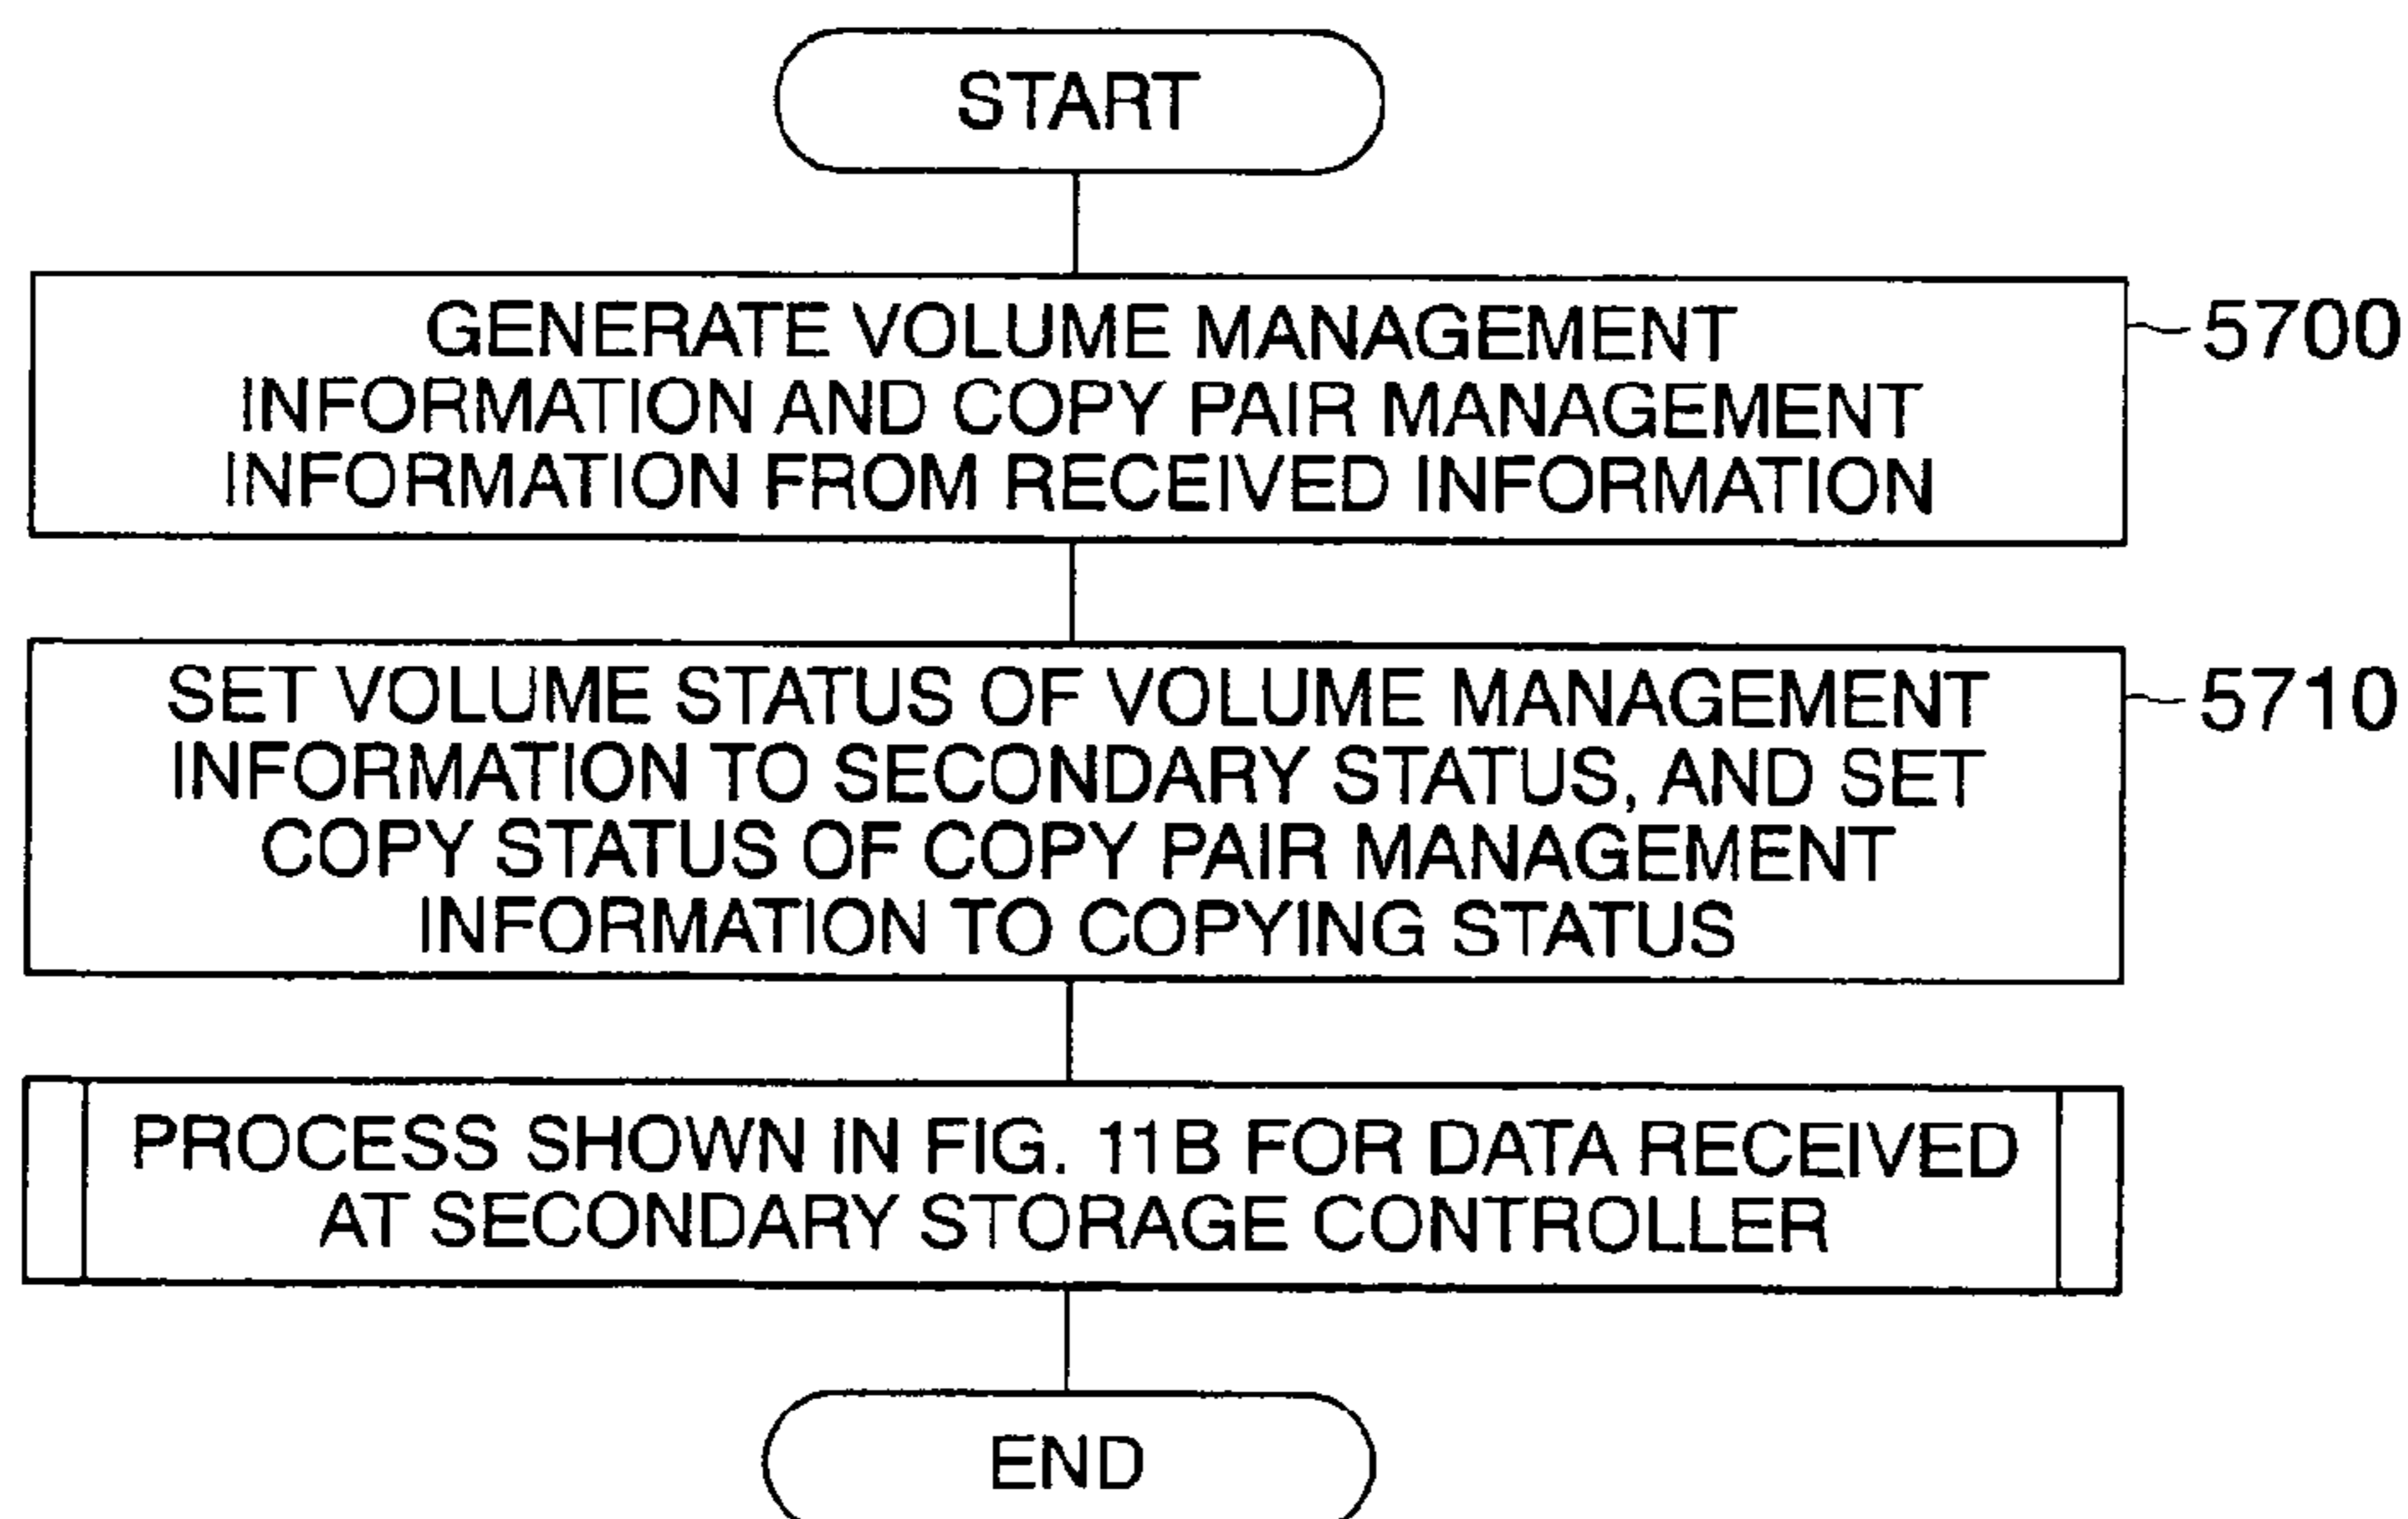 START
GENERATE VOLUME MANAGEMENT
INFORMATION AND COPY PAIR MANAGEMENT
INFORMATION FROM RECEIVED INFORMATION
5700
SET VOLUME STATUS OF VOLUME MANAGEMENT
INFORMATION TO SECONDARY STATUS, AND SET
COPY STATUS OF COPY PAIR MANAGEMENT
INFORMATION TO COPYING STATUS
5710
PROCESS SHOWN IN FIG. 11B FOR DATA RECEIVED
AT SECONDARY STORAGE CONTROLLER
END